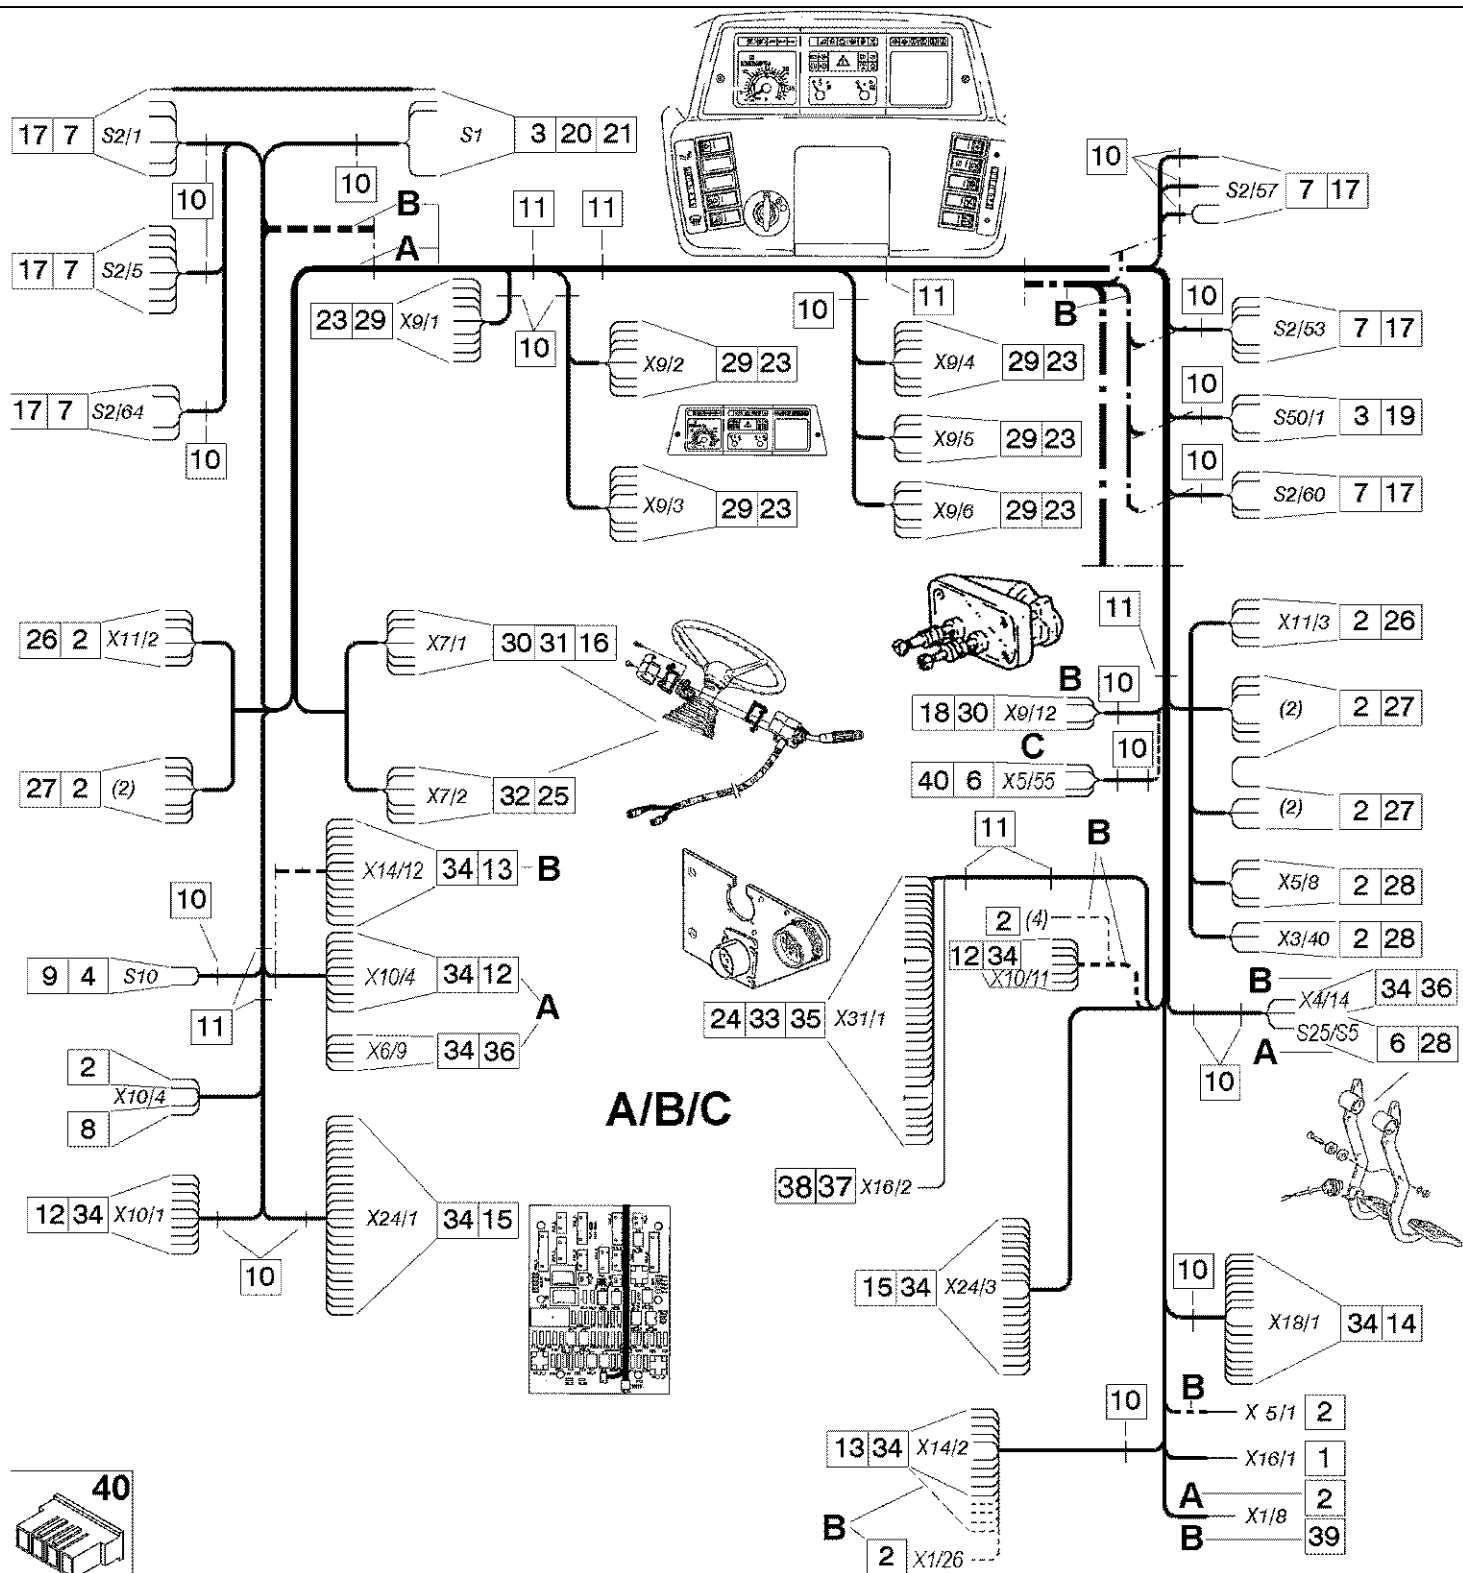 17 7 S2/1
S1 3 20 21
10
10
10
S2/57 7 17
B
11
11
17 7 S2/5
A
23 29 X9/1
10
10
11
B
10
S2/53 7 17
X9/2 29 23
X9/4 29 23
17 7 S2/64
10
10
S50/1 3 19
X9/5 29 23
10
S2/60 7 17
X9/3 29 23
X9/6 29 23
26 2 X11/2
X7/1 30 31 16
11
X11/3 2 26
B
10
18 30 X9/12
(2) 2 27
C
10
27 2 (2)
X7/2 32 25
40 6 X5/55
(2) 2 27
11
B
X14/12 34 13 B
10
X5/8 2 28
2 (4)
12 34
X10/11
X3/40 2 28
9 4 S10
X10/4 34 12
A
B
X4/14 34 36
11
24 33 35 X31/1
S25/S5 6 28
A
X6/9 34 36
10
2
X10/4
8
A/B/C
38 37 X16/2
12 34 X10/1
X24/1 34 15
10
15 34 X24/3
10
X18/1 34 14
B
X 5/1 2
10
13 34 X14/2
X16/1 1
40
A 2
X1/8
B
B 39
2 X1/26